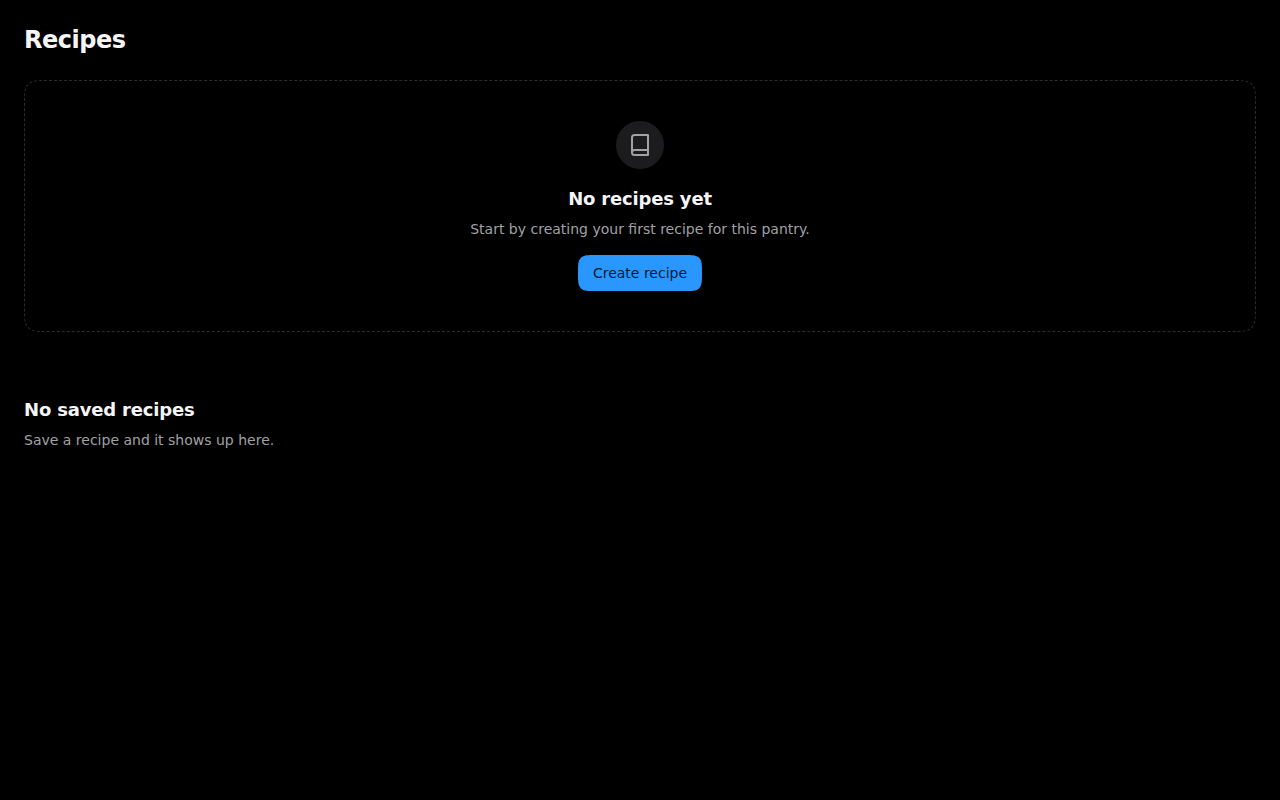 Recipes
No recipes yet
Start by creating your first recipe for this pantry.
Create recipe
No saved recipes
Save a recipe and it shows up here.